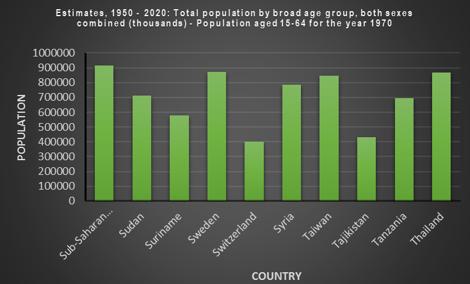 Estimates, 1950 - 2020: Total population by broad age group, both sexes
combined (thousands) - Population aged 15-64 for the year 1970
POPULATION
1000000
900000
800000
700000
600000
500000
400000
300000
200000
100000
0
Sub-Saharan...
Sudan
Suriname
Sweden
Switzerland
Syria
Taiwan
Tajikistan
Tanzania
Thailand
COUNTRY